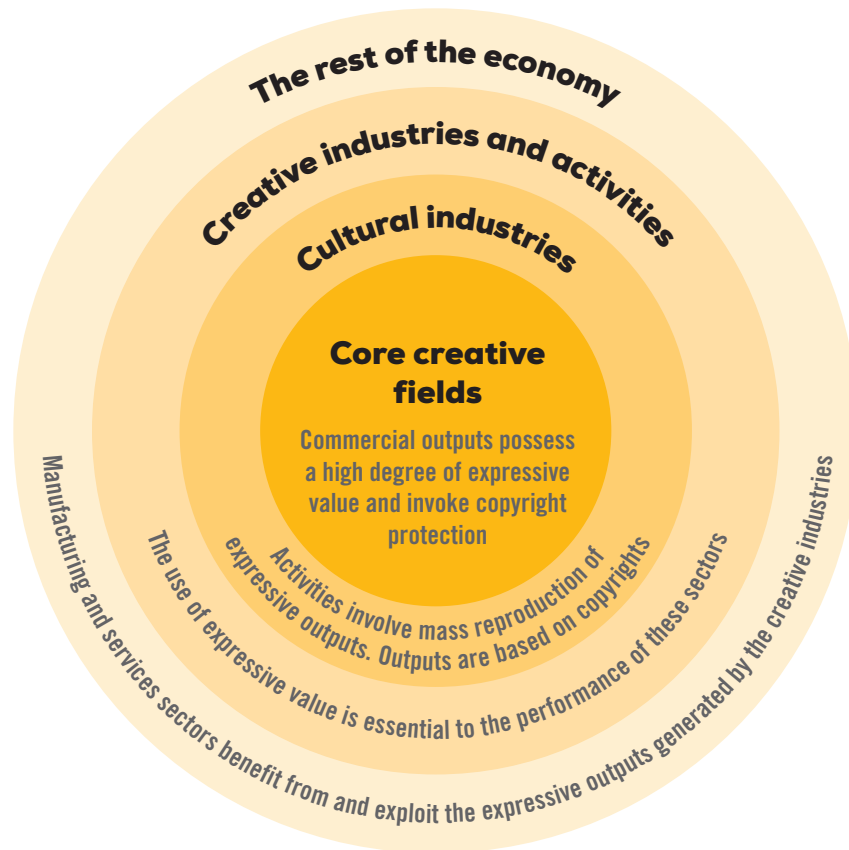 The rest of the economy
Creative industries and activities
Cultural industries
Core creative
fields
Commercial outputs possess
a high degree of expressive
value and invoke copyright
protection
Activities involve mass reproduction of
expressive outputs. Outputs are based on copyrights
The use of expressive value is essential to the performance of these sectors
Manufacturing and services sectors benefit from and exploit the expressive outputs generated by the creative industries